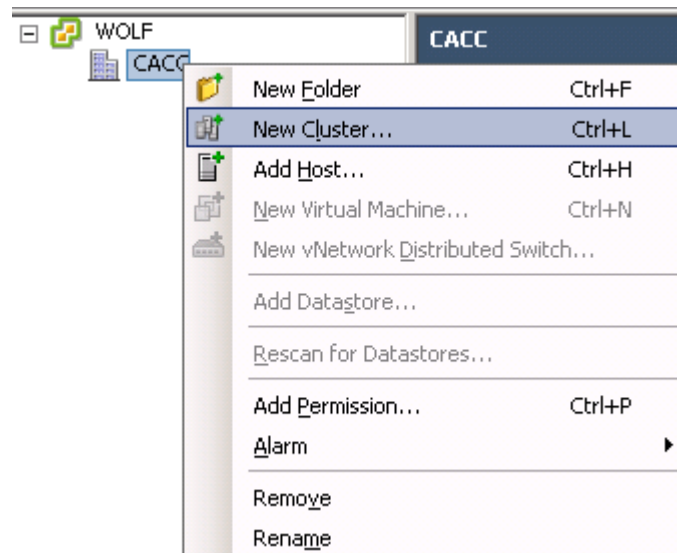 WOLF
CACC
CACC
New Folder Ctrl+F
New Cluster... Ctrl+L
Add Host... Ctrl+H
New Virtual Machine... Ctrl+N
New vNetwork Distributed Switch...
Add Datastore...
Rescan for Datastores...
Add Permission... Ctrl+P
Alarm
Remove
Rename